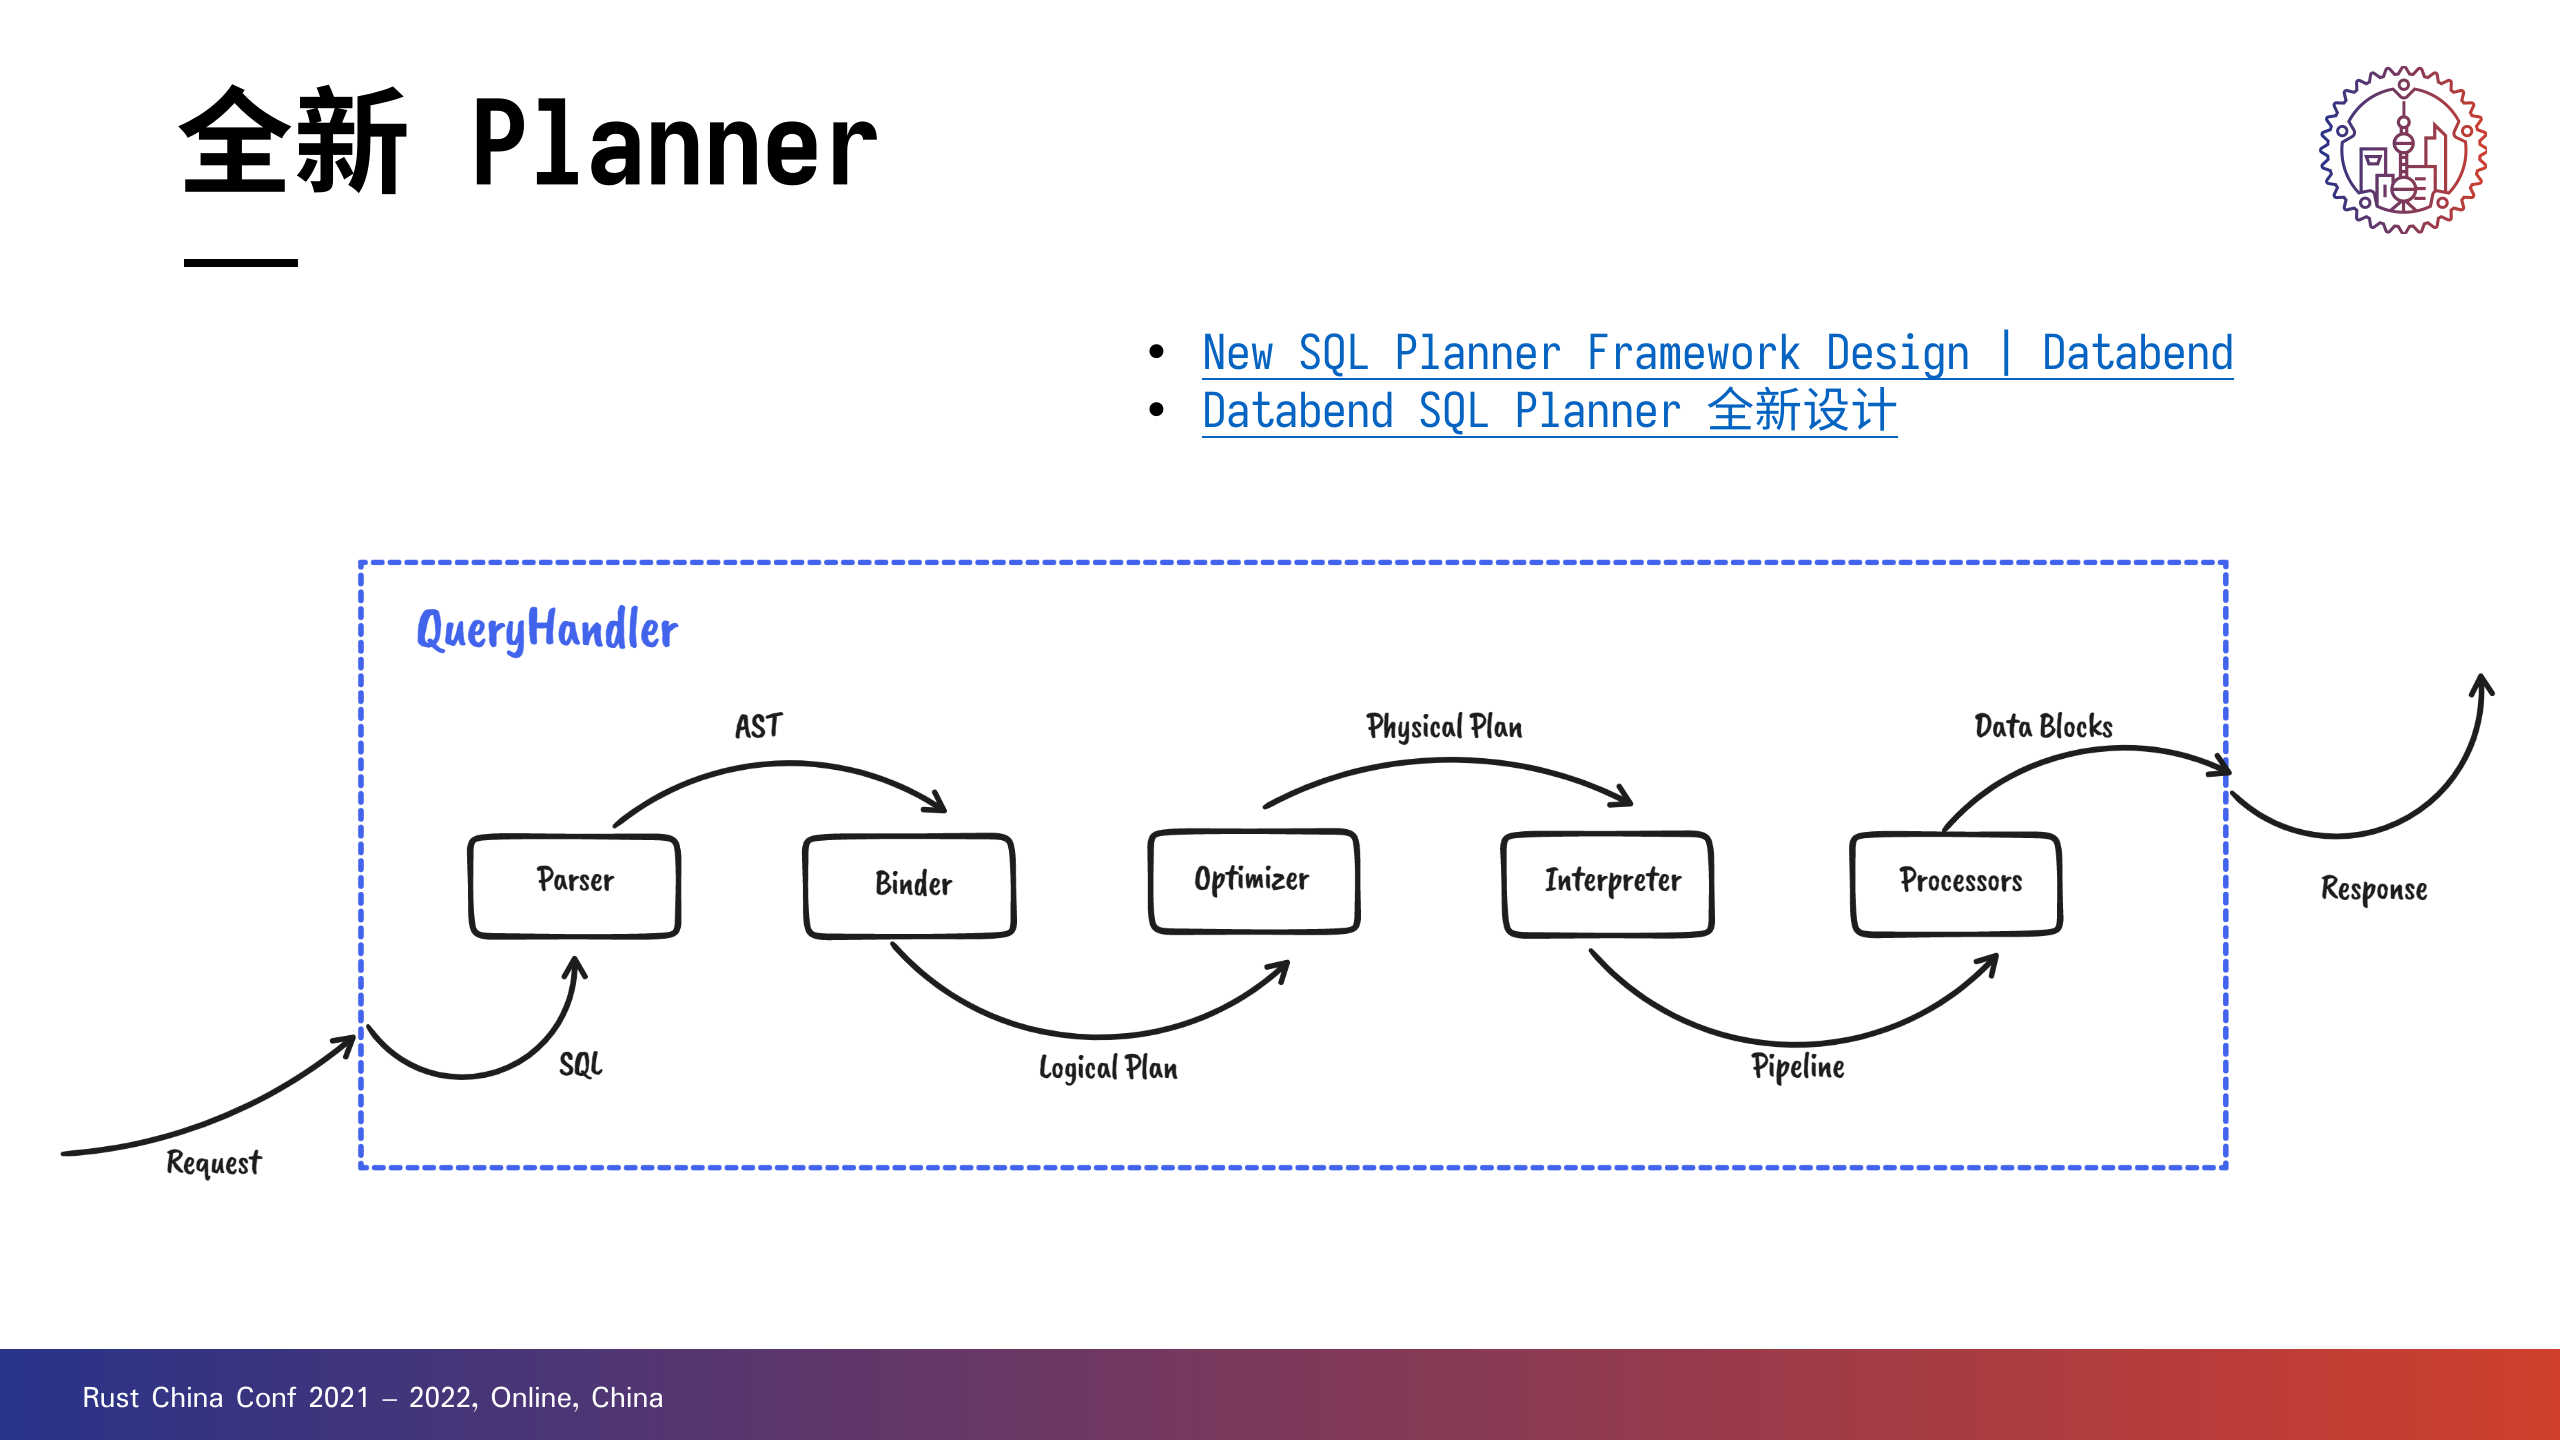 全新 Planner
New SQL Planner Framework Design | Databend
Databend SQL Planner 全新设计
QueryHandler
AST
Physical Plan
Data Blocks
Parser
Binder
Optimizer
Interpreter
Processors
Response
SQL
Logical Plan
Pipeline
Request
Rust China Conf 2021 – 2022, Online, China